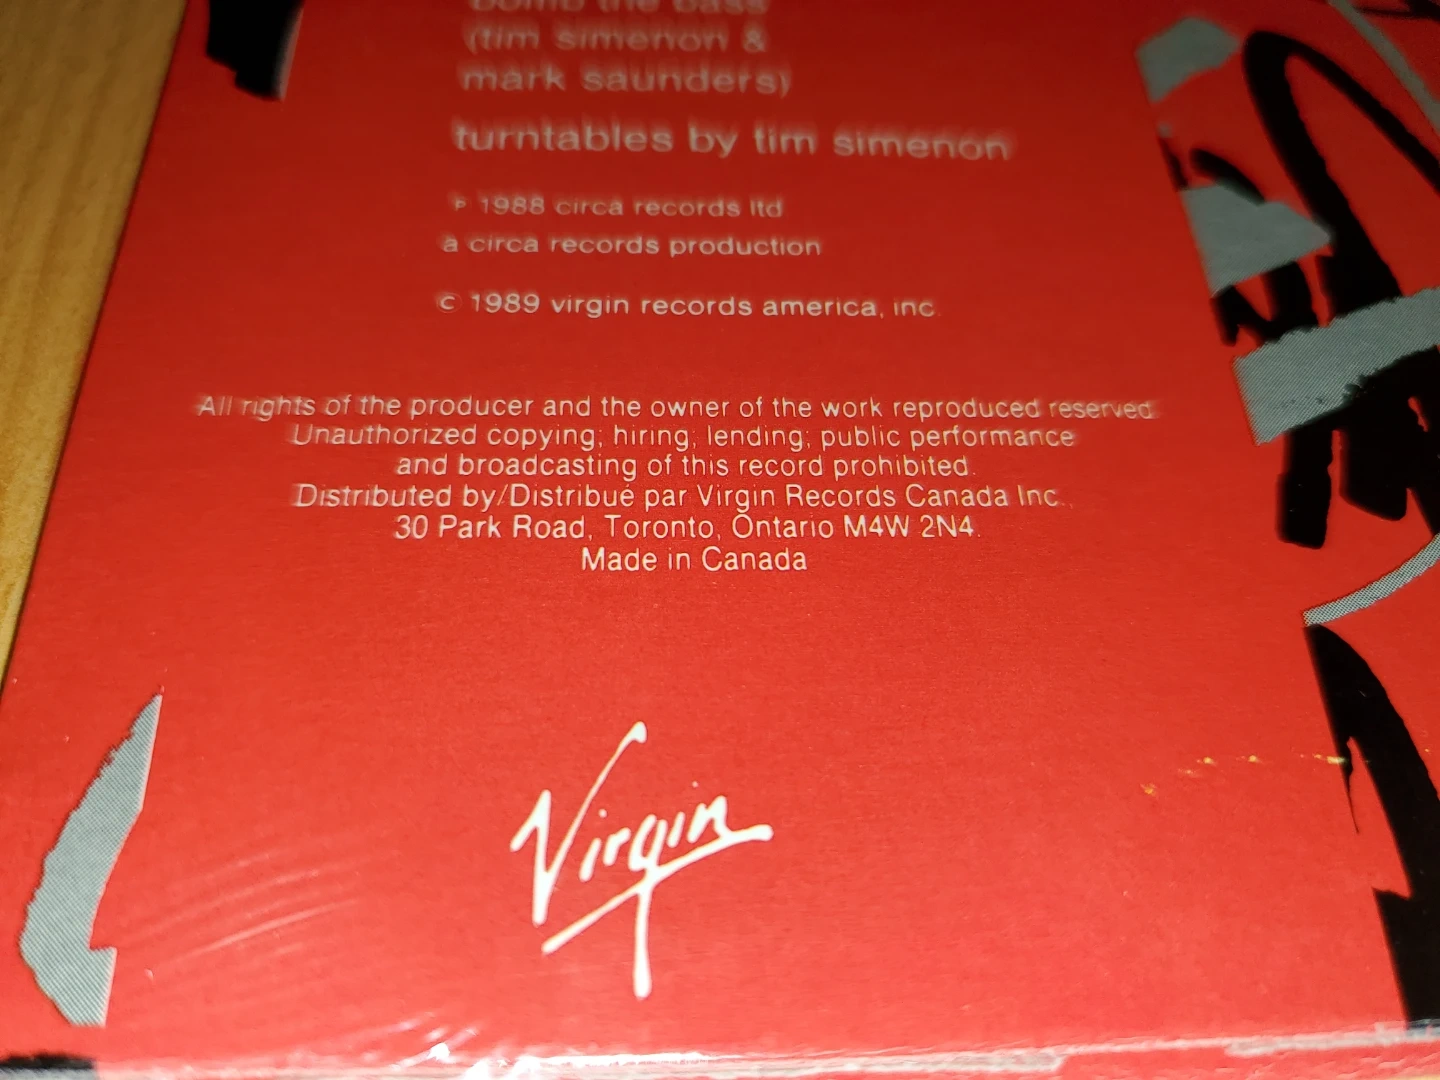 bomb the bass
(tim simenon &
mark saunders)
turntables by tim simenon
℗ 1988 circa records ltd
a circa records production
© 1989 virgin records america, inc.
All rights of the producer and the owner of the work reproduced reserved.
Unauthorized copying; hiring; lending; public performance
and broadcasting of this record prohibited.
Distributed by/Distribué par Virgin Records Canada Inc.,
30 Park Road, Toronto, Ontario M4W 2N4.
Made in Canada
Virgin